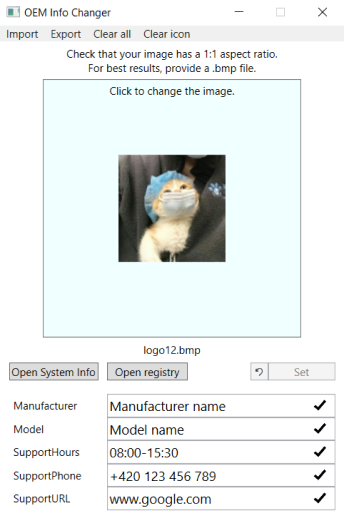 OEM Info Changer
Import Export Clear all Clear icon
Check that your image has a 1:1 aspect ratio.
For best results, provide a .bmp file.
Click to change the image.
logo12.bmp
Open System Info Open registry Set
Manufacturer Manufacturer name
Model Model name
SupportHours 08:00-15:30
SupportPhone +420 123 456 789
SupportURL www.google.com